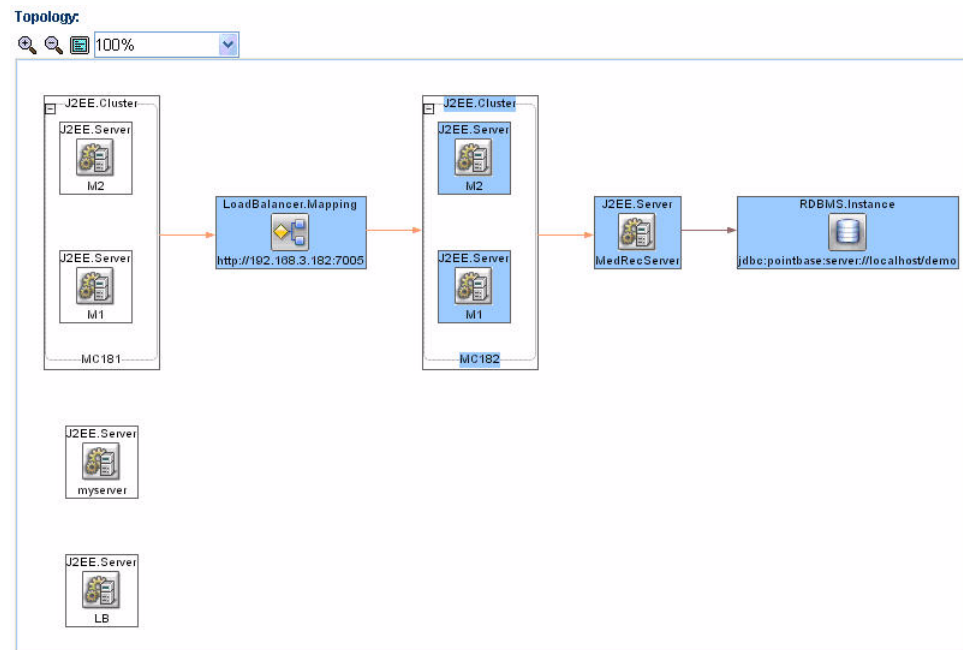 Topology:
100%
J2EE.Cluster
J2EE.Server
M2
J2EE.Server
M1
MC181
LoadBalancer.Mapping
http://192.168.3.182:7005
J2EE.Cluster
J2EE.Server
M2
J2EE.Server
M1
MC182
J2EE.Server
MedRecServer
RDBMS.Instance
jdbc:pointbase:server://localhost/demo
J2EE.Server
myserver
J2EE.Server
LB